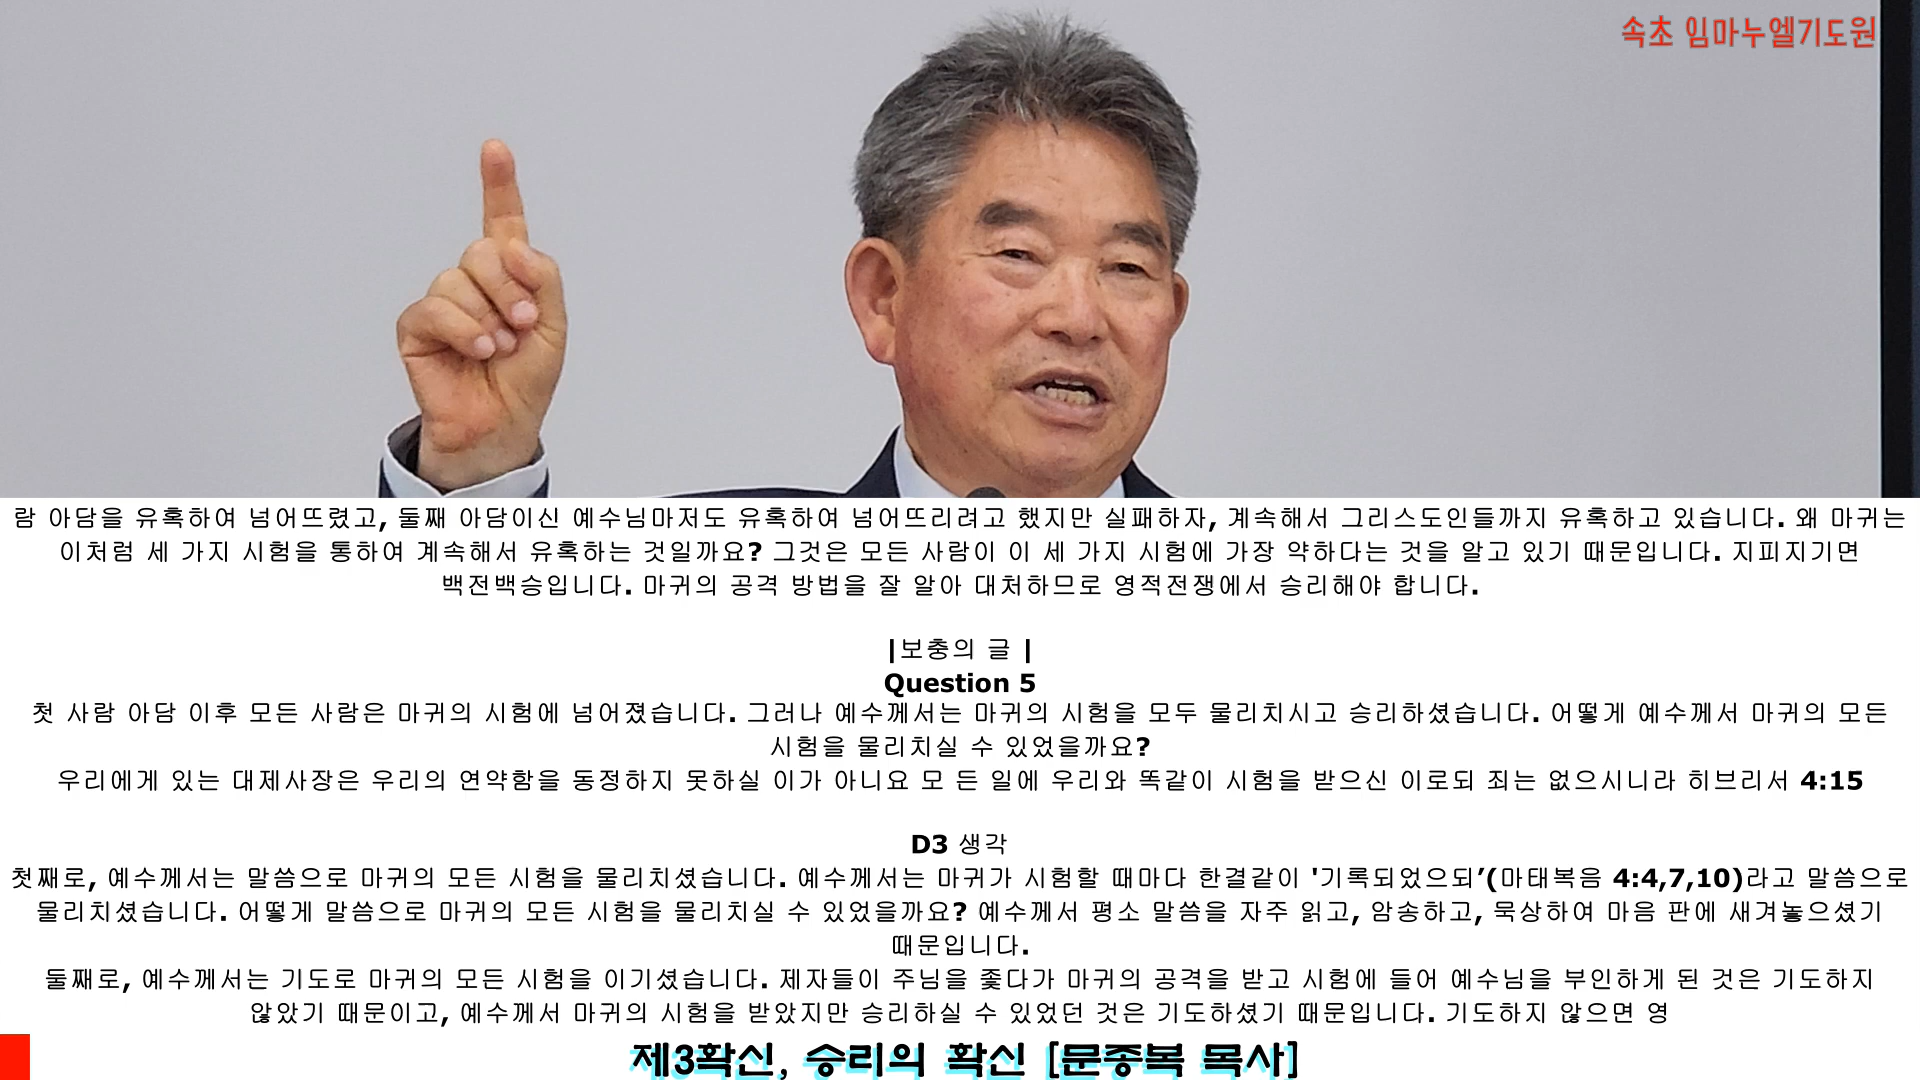 속초 임마누엘기도원
람 아담을 유혹하여 넘어뜨렸고, 둘째 아담이신 예수님마저도 유혹하여 넘어뜨리려고 했지만 실패하자, 계속해서 그리스도인들까지 유혹하고 있습니다. 왜 마귀는
이처럼 세 가지 시험을 통하여 계속해서 유혹하는 것일까요? 그것은 모든 사람이 이 세 가지 시험에 가장 약하다는 것을 알고 있기 때문입니다. 지피지기면
백전백승입니다. 마귀의 공격 방법을 잘 알아 대처하므로 영적전쟁에서 승리해야 합니다.
|보충의 글 |
Question 5
첫 사람 아담 이후 모든 사람은 마귀의 시험에 넘어졌습니다. 그러나 예수께서는 마귀의 시험을 모두 물리치시고 승리하셨습니다. 어떻게 예수께서 마귀의 모든
시험을 물리치실 수 있었을까요?
우리에게 있는 대제사장은 우리의 연약함을 동정하지 못하실 이가 아니요 모 든 일에 우리와 똑같이 시험을 받으신 이로되 죄는 없으시니라 히브리서 4:15
D3 생각
첫째로, 예수께서는 말씀으로 마귀의 모든 시험을 물리치셨습니다. 예수께서는 마귀가 시험할 때마다 한결같이 '기록되었으되’(마태복음 4:4,7,10)라고 말씀으로
물리치셨습니다. 어떻게 말씀으로 마귀의 모든 시험을 물리치실 수 있었을까요? 예수께서 평소 말씀을 자주 읽고, 암송하고, 묵상하여 마음 판에 새겨놓으셨기
때문입니다.
둘째로, 예수께서는 기도로 마귀의 모든 시험을 이기셨습니다. 제자들이 주님을 좇다가 마귀의 공격을 받고 시험에 들어 예수님을 부인하게 된 것은 기도하지
않았기 때문이고, 예수께서 마귀의 시험을 받았지만 승리하실 수 있었던 것은 기도하셨기 때문입니다. 기도하지 않으면 영
제3확신, 승리의 확신 [문종복 목사]